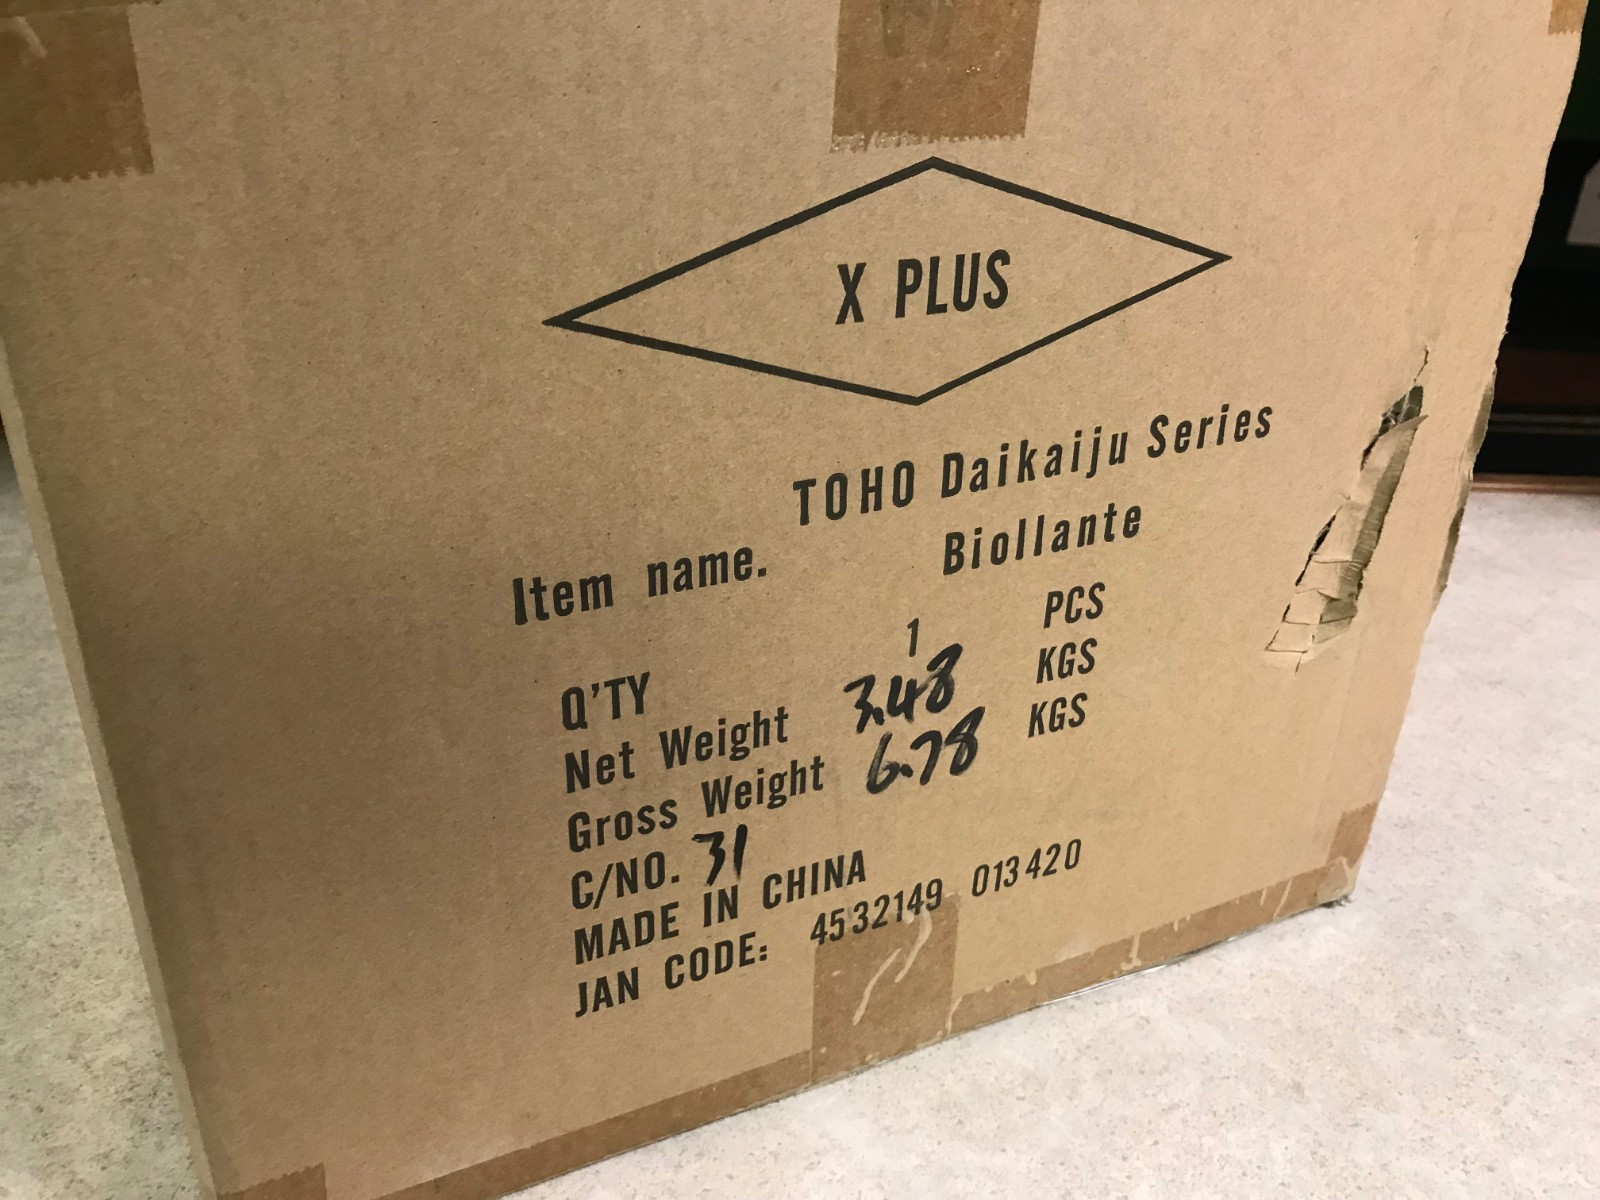 X PLUS
TOHO Daikaiju Series
Item name. Biollante
Q'TY 1 PCS
Net Weight 3.48 KGS
Gross Weight 6.78 KGS
C/NO. 31
MADE IN CHINA
JAN CODE: 4532149 013420